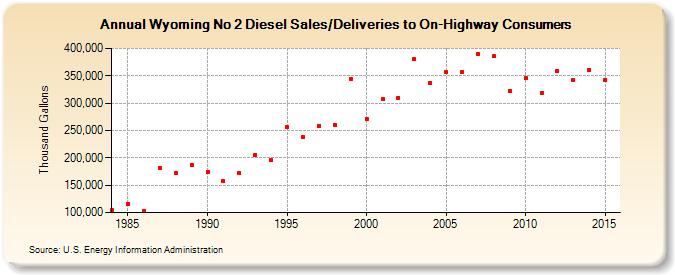 Annual Wyoming No 2 Diesel Sales/Deliveries to On-Highway Consumers
Thousand Gallons
400,000
350,000
300,000
250,000
200,000
150,000
100,000
1985 1990 1995 2000 2005 2010 2015
Source: U.S. Energy Information Administration